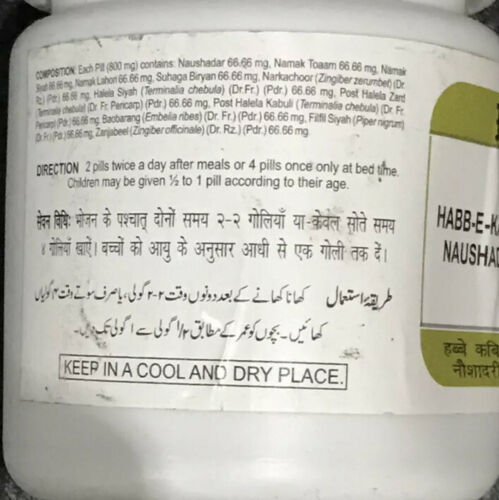 COMPOSITION: Each Pill (800 mg) contains: Naushadar 66.66 mg, Namak Toaam 66.66 mg, Namak
Siyah 66.66 mg, Namak Lahori 66.66 mg, Suhaga Biryan 66.66 mg, Narkachoor (Zingiber zerumbet) (Dr.
Rz.) (Pdr.) 66.66 mg, Halela Siyah (Terminalia chebula) (Dr.Fr.) (Pdr.) 66.66 mg, Post Halela Zard
(Terminalia chebula) (Dr. Fr. Pericarp) (Pdr.) 66.66 mg, Post Halela Kabuli (Terminalia chebula) (Dr. Fr.
Pericarp) (Pdr.) 66.66 mg, Baobarang (Embelia ribes) (Dr. Fr.) (Pdr.) 66.66 mg, Filfil Siyah (Piper nigrum)
(Dr. Fr.) (Pdr.) 66.66 mg, Zanjabeel (Zingiber officinale) (Dr. Rz.) (Pdr.) 66.66 mg
DIRECTION 2 pills twice a day after meals or 4 pills once only at bed time.
Children may be given ½ to 1 pill according to their age.
सेवन विधि: भोजन के पश्चात् दोनों समय २-२ गोलियाँ या केवल सोते समय
४ गोलियाँ खाऐं। बच्चों को आयु के अनुसार आधी से एक गोली तक दें।
طریقۂ استعمال کھانا کھانے کے بعد دونوں وقت ۲-۲ گولی، یا صرف سوتے وقت ۴ گولیاں
کھائیں۔ بچوں کو عمر کے مطابق ۱/۲ گولی سے ۱ گولی تک دیں۔
KEEP IN A COOL AND DRY PLACE.
HABB-E-K
NAUSHAD
हब्बे कबि
नौशादरी